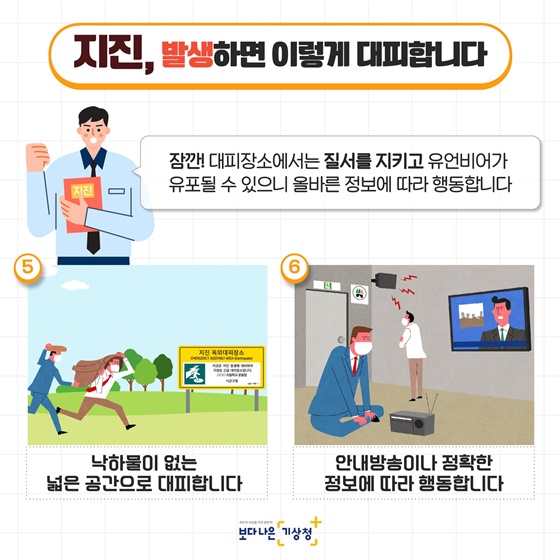 지진, 발생하면 이렇게 대피합니다
지진
잠깐! 대피장소에서는 질서를 지키고 유언비어가
유포될 수 있으니 올바른 정보에 따라 행동합니다
5
지진 옥외대피장소
EMERGENCY ASSEMBLY AREA (Earthquake)
낙하물이 없는
넓은 공간으로 대피합니다
6
안내방송이나 정확한
정보에 따라 행동합니다
보다나은 기상청